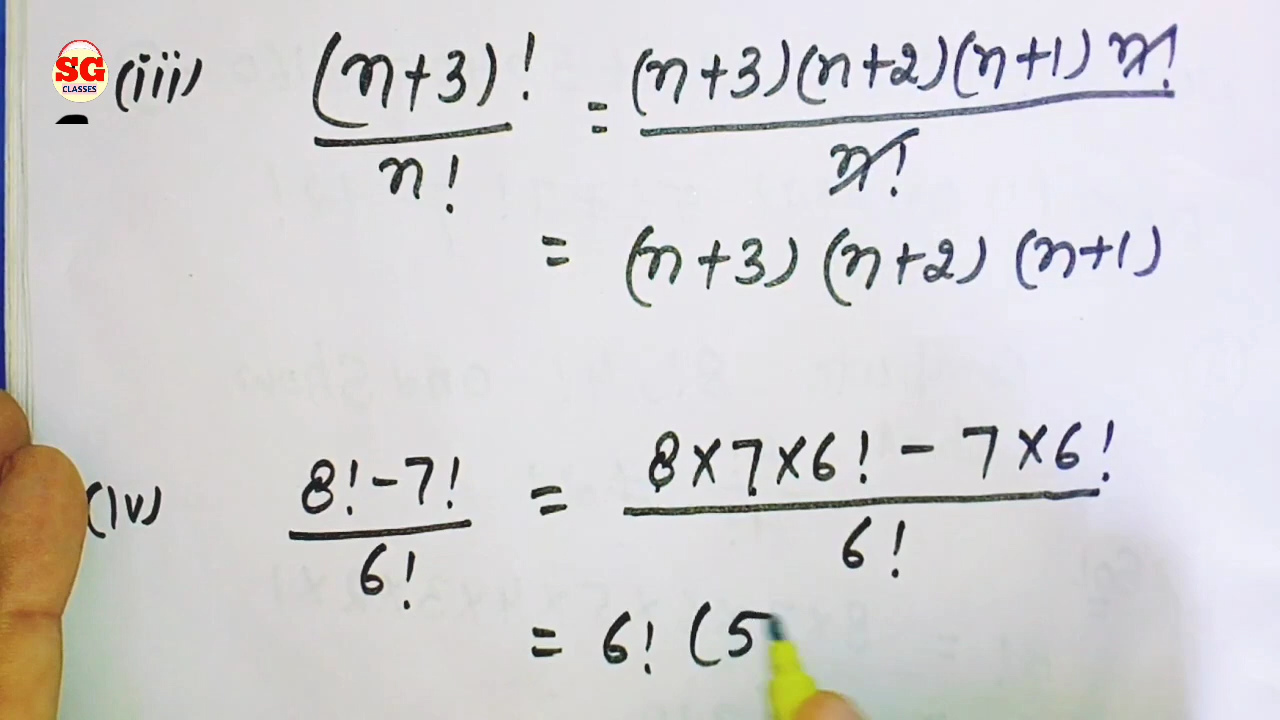 SG
CLASSES
(iii) (n+3)! / n! = (n+3)(n+2)(n+1) n! / n!
= (n+3) (n+2) (n+1)
(iv) 8! - 7! / 6! = 8×7×6! - 7×6! / 6!
= 6! (5